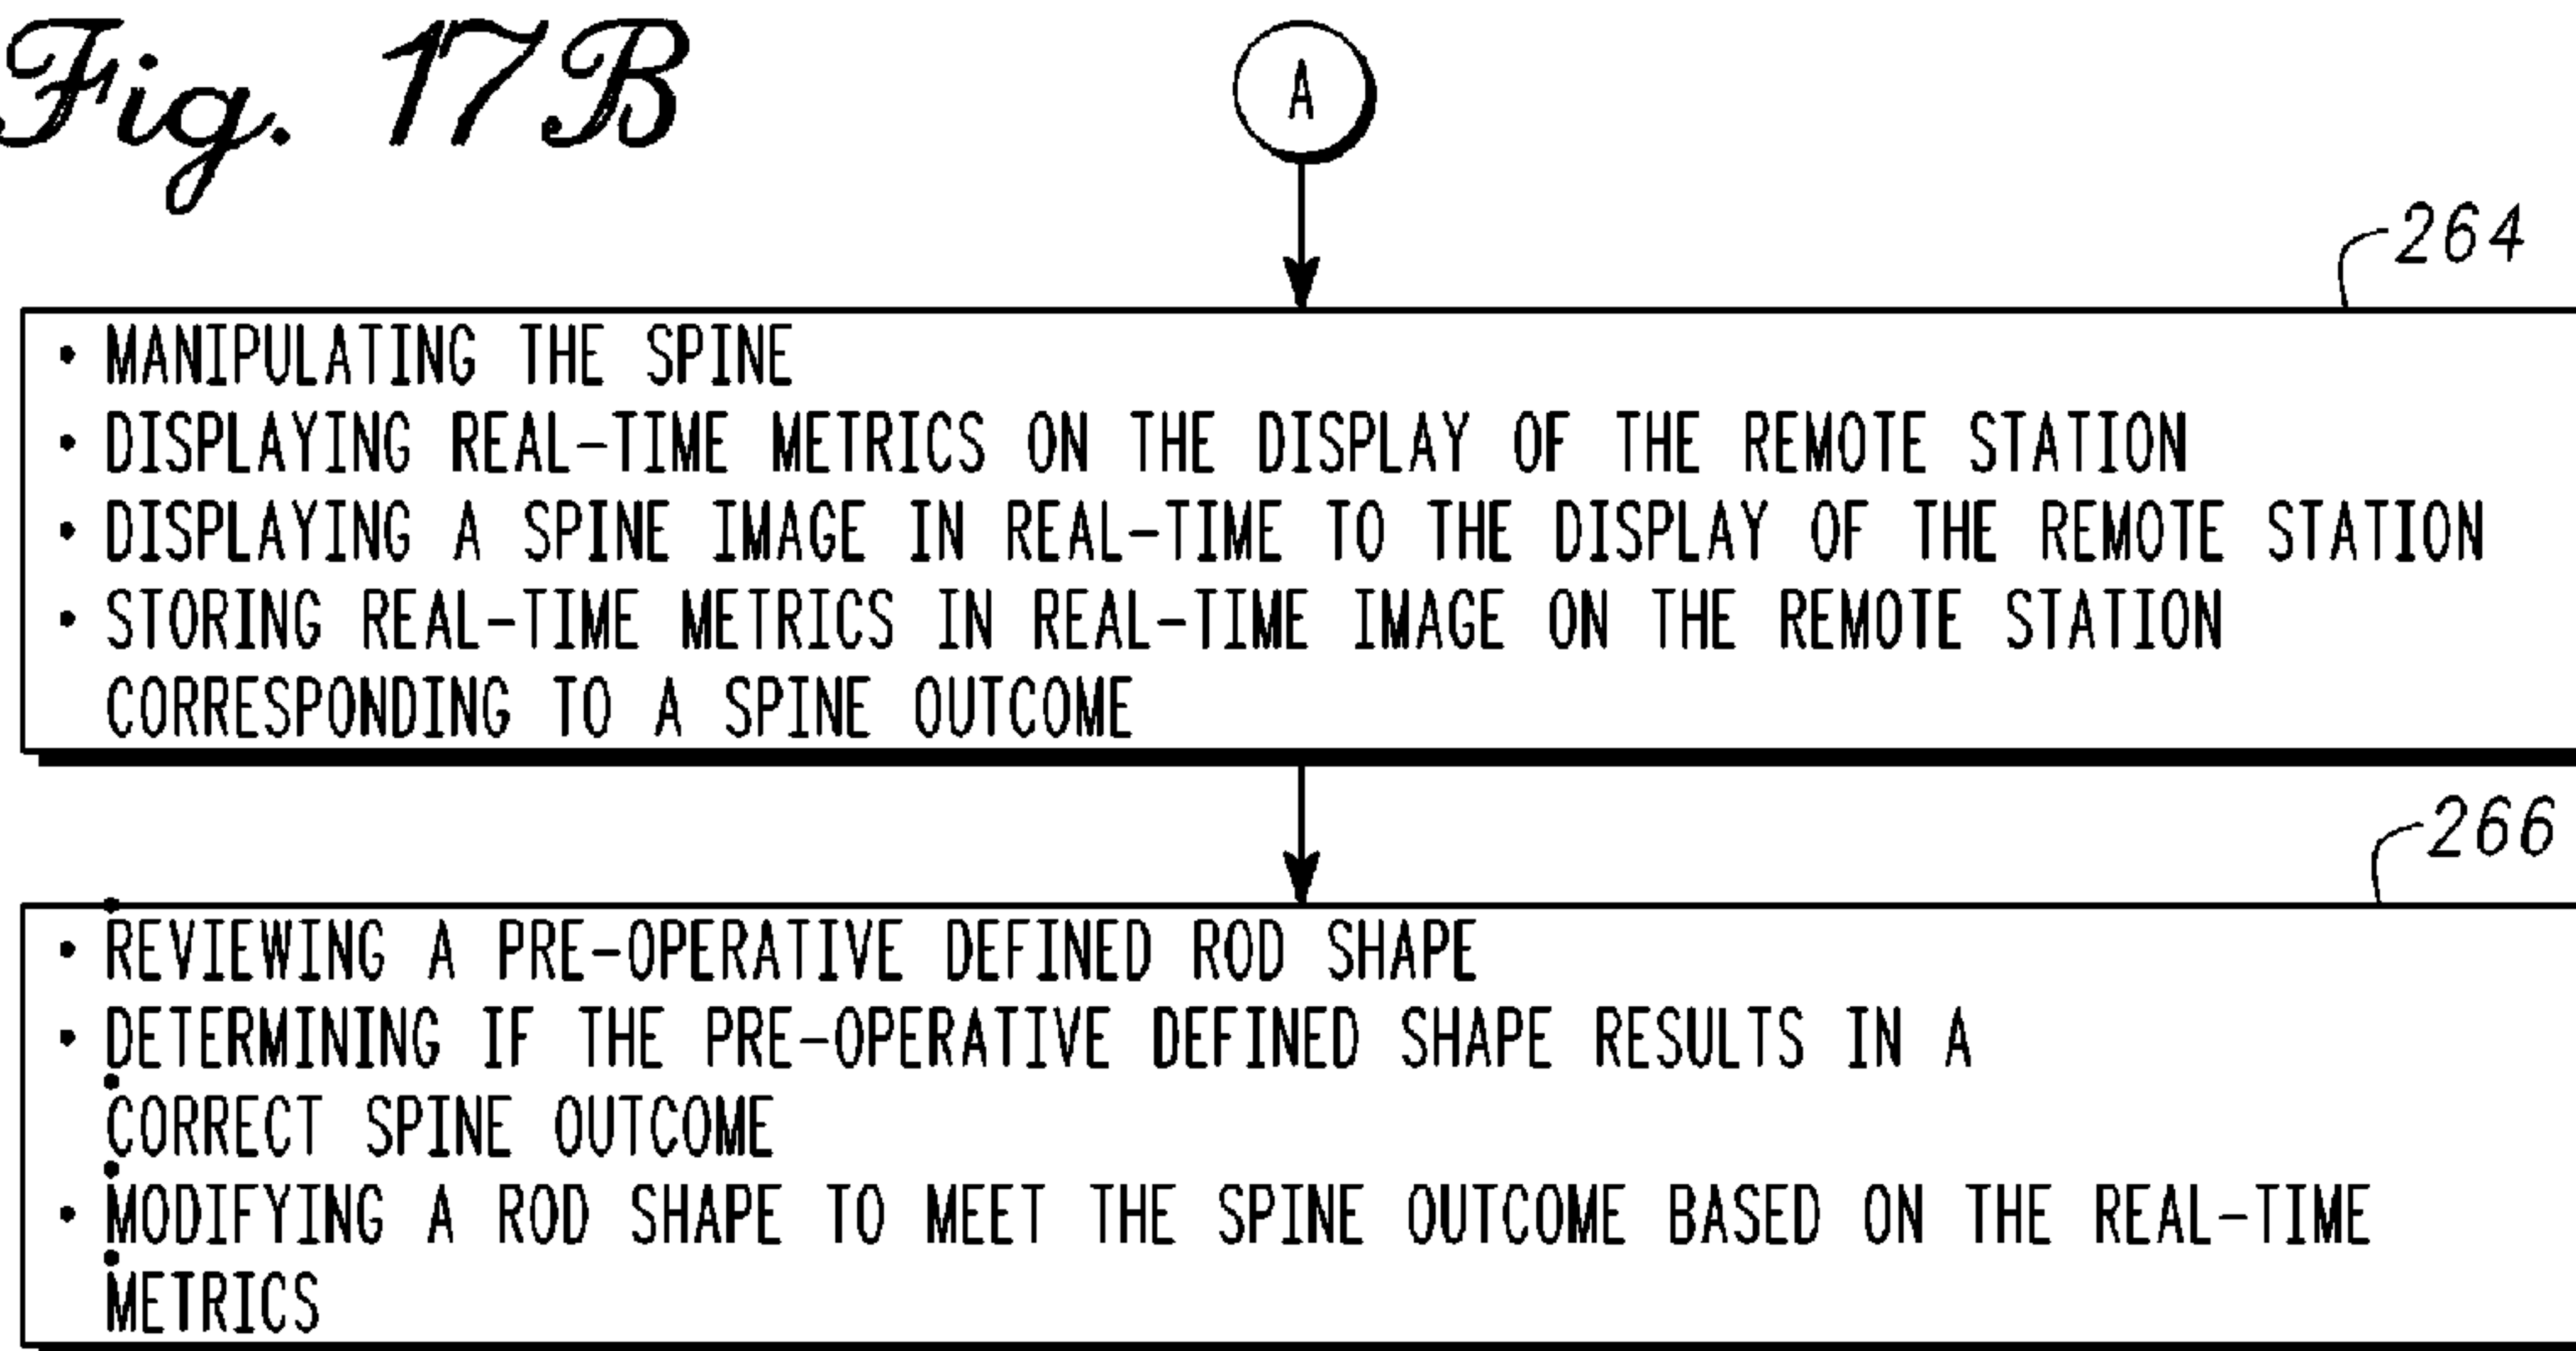 Fig. 17B
A
264
• MANIPULATING THE SPINE
• DISPLAYING REAL-TIME METRICS ON THE DISPLAY OF THE REMOTE STATION
• DISPLAYING A SPINE IMAGE IN REAL-TIME TO THE DISPLAY OF THE REMOTE STATION
• STORING REAL-TIME METRICS IN REAL-TIME IMAGE ON THE REMOTE STATION
CORRESPONDING TO A SPINE OUTCOME
266
• REVIEWING A PRE-OPERATIVE DEFINED ROD SHAPE
• DETERMINING IF THE PRE-OPERATIVE DEFINED SHAPE RESULTS IN A
CORRECT SPINE OUTCOME
• MODIFYING A ROD SHAPE TO MEET THE SPINE OUTCOME BASED ON THE REAL-TIME
METRICS